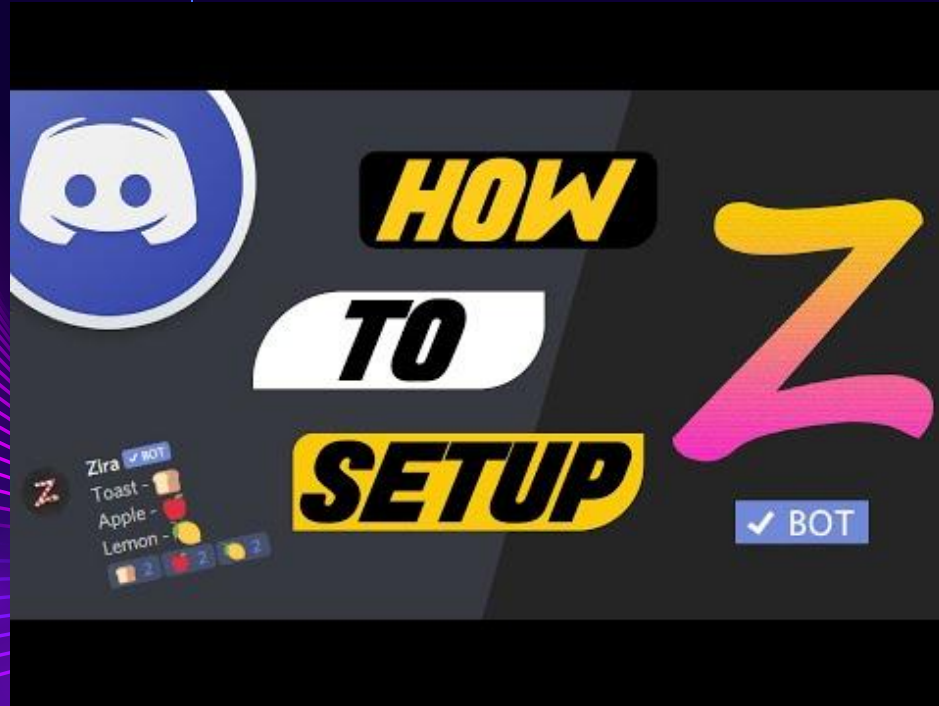 HOW
TO
SETUP
Z
✓ BOT
Z
Zira ✓ BOT
Toast - 🍞
Apple - 🍎
Lemon - 🍋
🍞 2 🍎 2 🍋 2